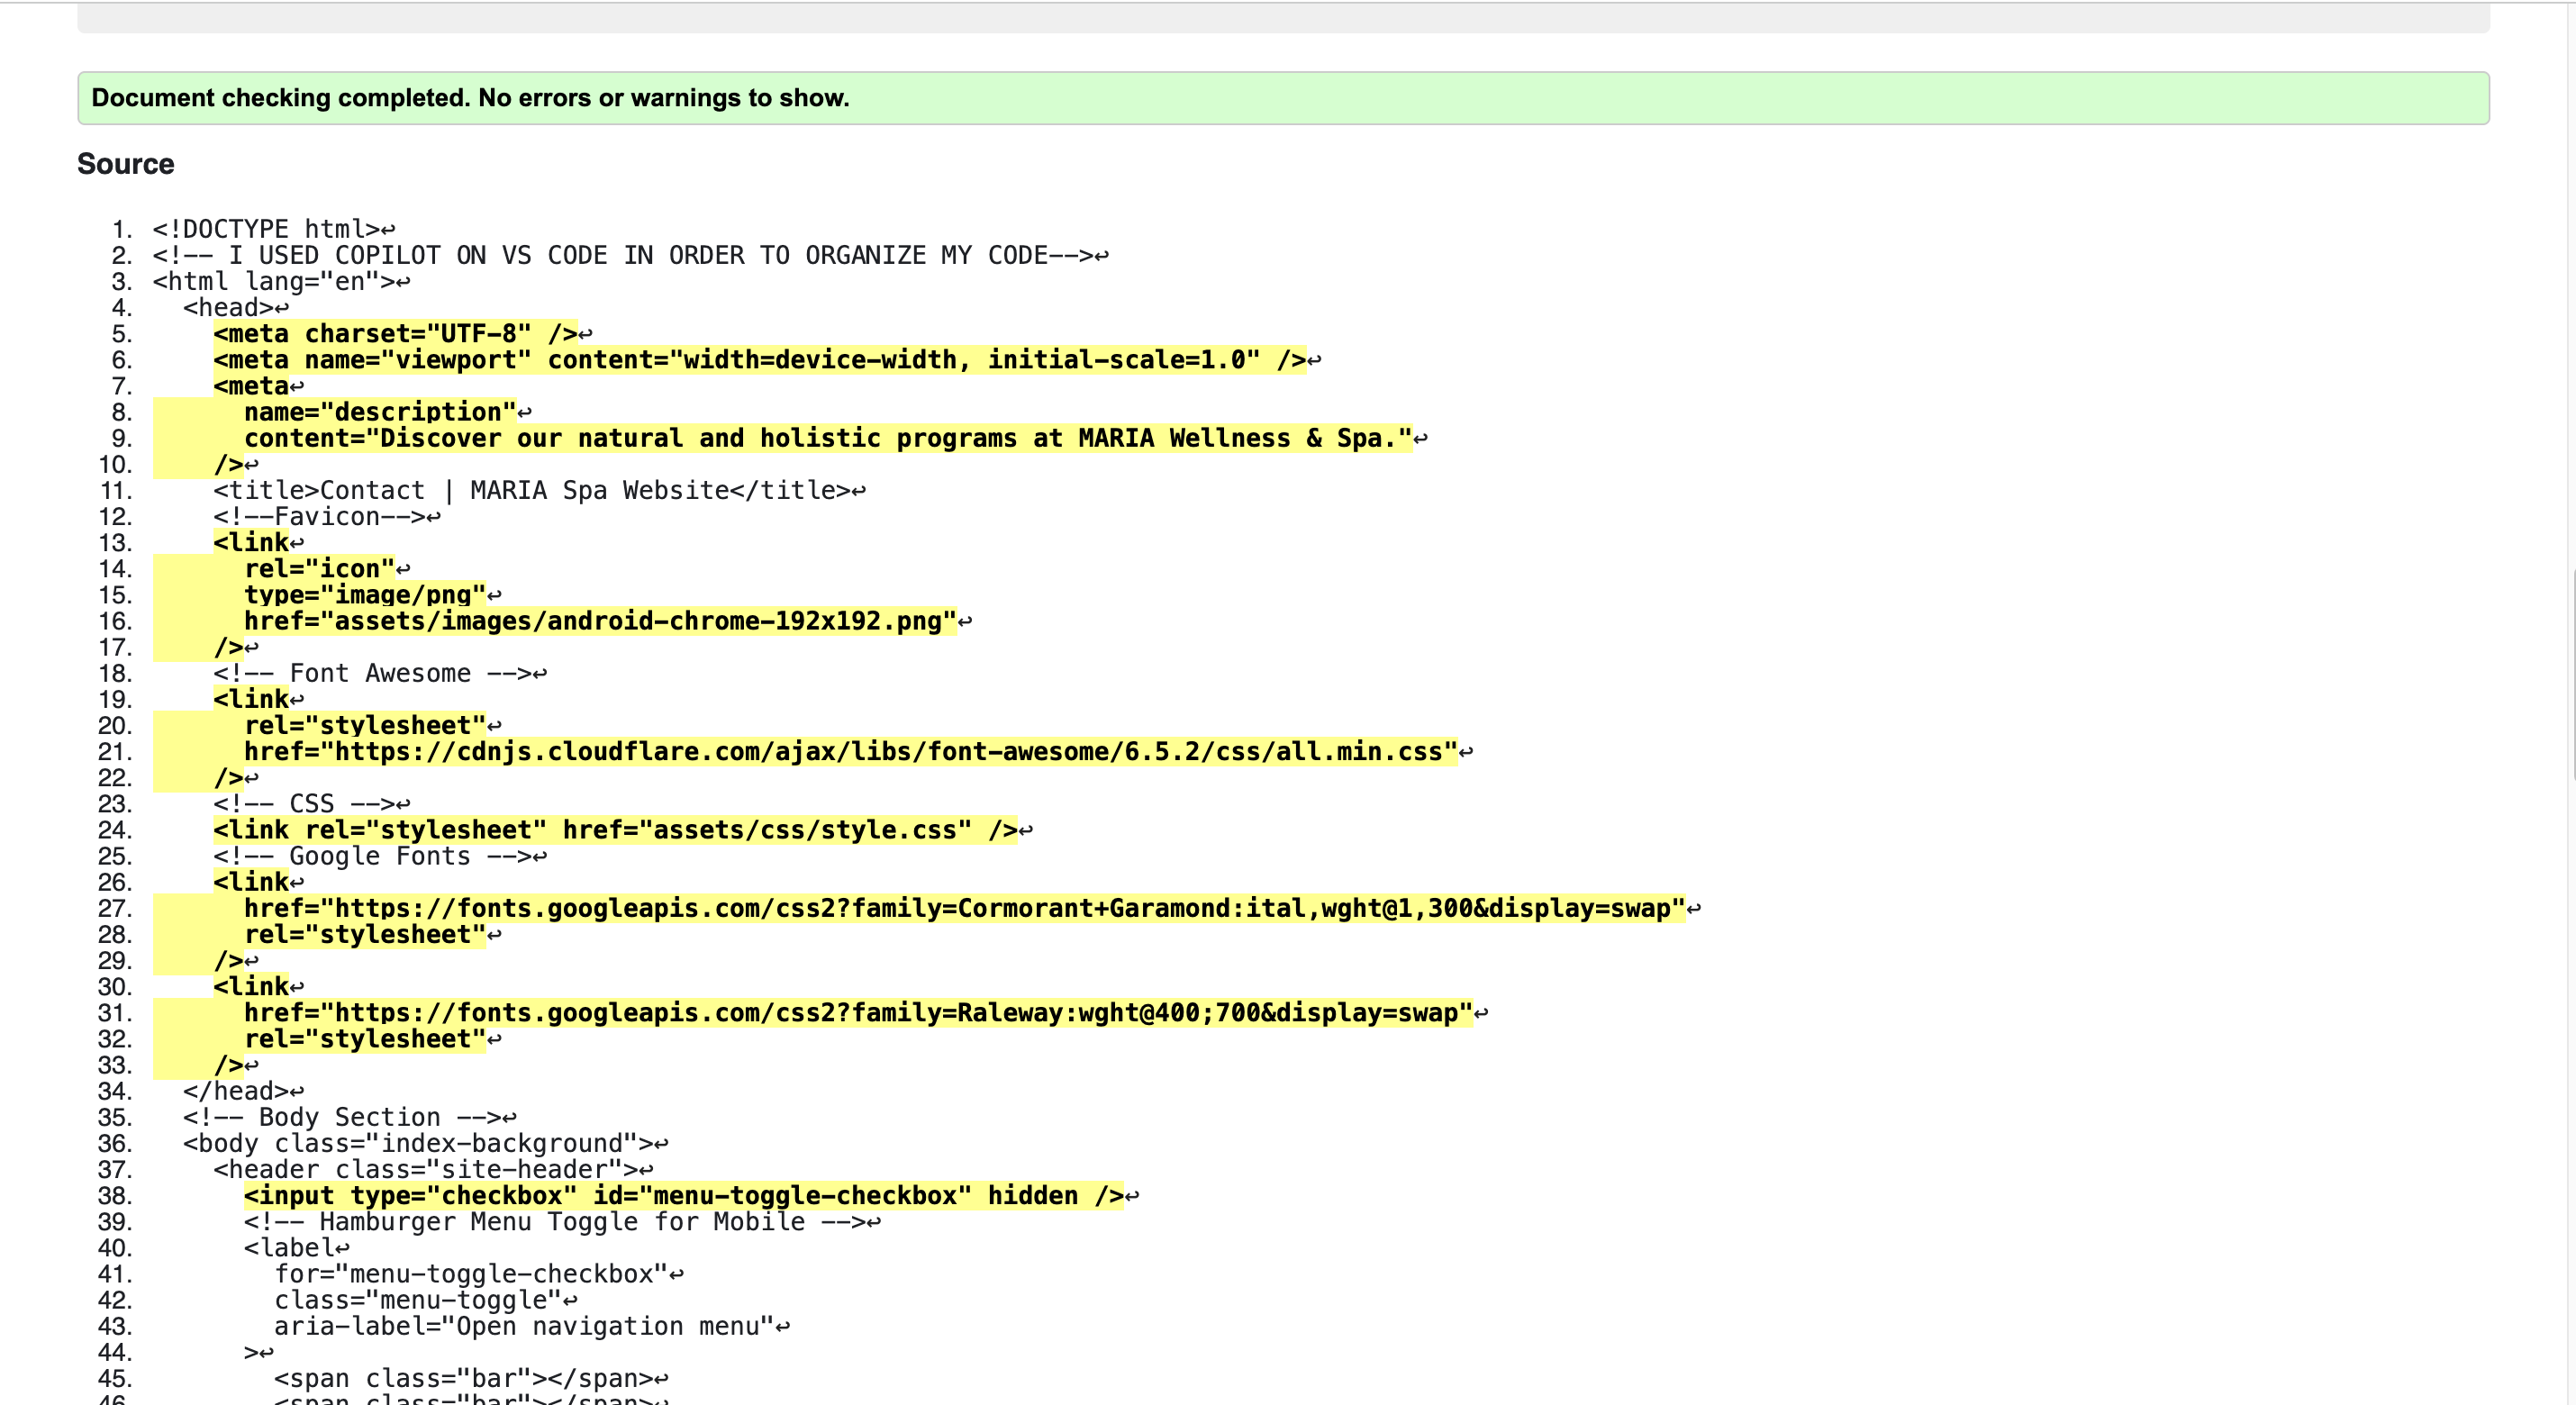 Document checking completed. No errors or warnings to show.
Source
1. <!DOCTYPE html>↩
2. <!-- I USED COPILOT ON VS CODE IN ORDER TO ORGANIZE MY CODE-->↩
3. <html lang="en">↩
4.   <head>↩
5.     <meta charset="UTF-8" />↩
6.     <meta name="viewport" content="width=device-width, initial-scale=1.0" />↩
7.     <meta↩
8.       name="description"↩
9.       content="Discover our natural and holistic programs at MARIA Wellness & Spa."↩
10.     />↩
11.     <title>Contact | MARIA Spa Website</title>↩
12.     <!--Favicon-->↩
13.     <link↩
14.       rel="icon"↩
15.       type="image/png"↩
16.       href="assets/images/android-chrome-192x192.png"↩
17.     />↩
18.     <!-- Font Awesome -->↩
19.     <link↩
20.       rel="stylesheet"↩
21.       href="https://cdnjs.cloudflare.com/ajax/libs/font-awesome/6.5.2/css/all.min.css"↩
22.     />↩
23.     <!-- CSS -->↩
24.     <link rel="stylesheet" href="assets/css/style.css" />↩
25.     <!-- Google Fonts -->↩
26.     <link↩
27.       href="https://fonts.googleapis.com/css2?family=Cormorant+Garamond:ital,wght@1,300&display=swap"↩
28.       rel="stylesheet"↩
29.     />↩
30.     <link↩
31.       href="https://fonts.googleapis.com/css2?family=Raleway:wght@400;700&display=swap"↩
32.       rel="stylesheet"↩
33.     />↩
34.   </head>↩
35.   <!-- Body Section -->↩
36.   <body class="index-background">↩
37.     <header class="site-header">↩
38.       <input type="checkbox" id="menu-toggle-checkbox" hidden />↩
39.       <!-- Hamburger Menu Toggle for Mobile -->↩
40.       <label↩
41.         for="menu-toggle-checkbox"↩
42.         class="menu-toggle"↩
43.         aria-label="Open navigation menu"↩
44.       >↩
45.         <span class="bar"></span>↩
46.         <span class="bar"></span>↩